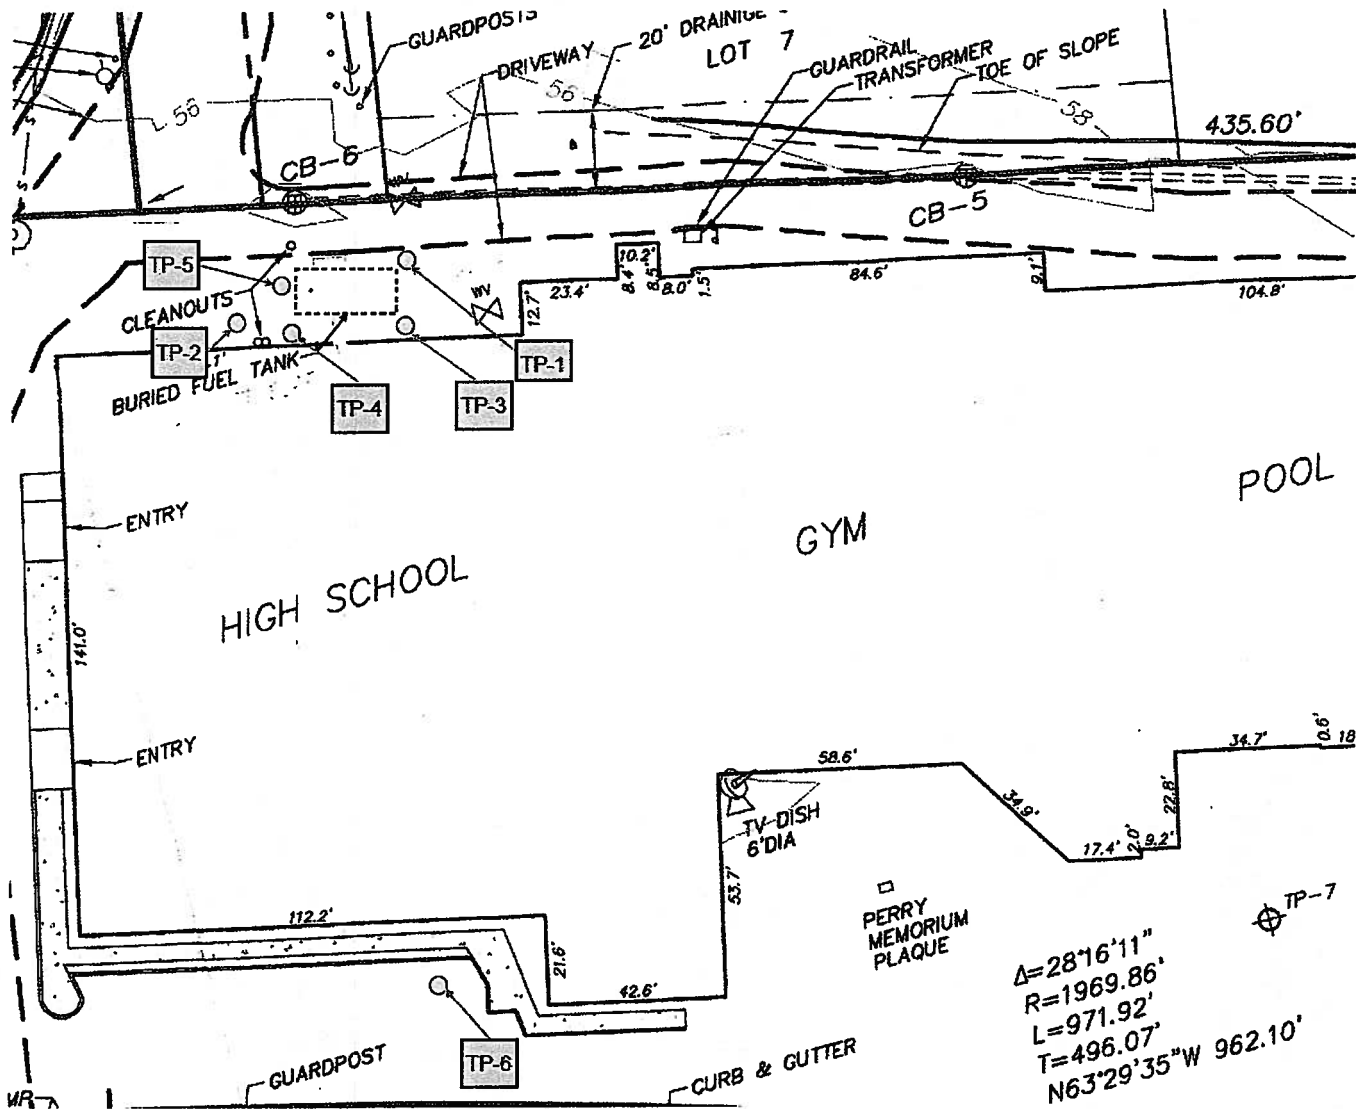 GUARDPOSTS
20' DRAINIGE
LOT 7
DRIVEWAY
GUARDRAIL
TRANSFORMER
TOE OF SLOPE
56
56
58
435.60'
CB-6
CB-5
S
S
TP-5
CLEANOUTS
TP-2
BURIED FUEL TANK
TP-4
TP-3
TP-1
WV
12.7'
23.4'
8.4'
10.2'
8.5'
8.0'
1.5'
84.6'
9.1'
104.8'
ENTRY
HIGH SCHOOL
GYM
POOL
141.0'
ENTRY
58.6'
34.9'
17.4'
2.0'
9.2'
22.8'
34.7'
0.6'
18
TV DISH
6'DIA
53.7'
PERRY
MEMORIUM
PLAQUE
TP-7
112.2'
21.6'
42.6'
TP-6
Δ=28°16'11"
R=1969.86'
L=971.92'
T=496.07'
N63°29'35"W 962.10'
GUARDPOST
CURB & GUTTER